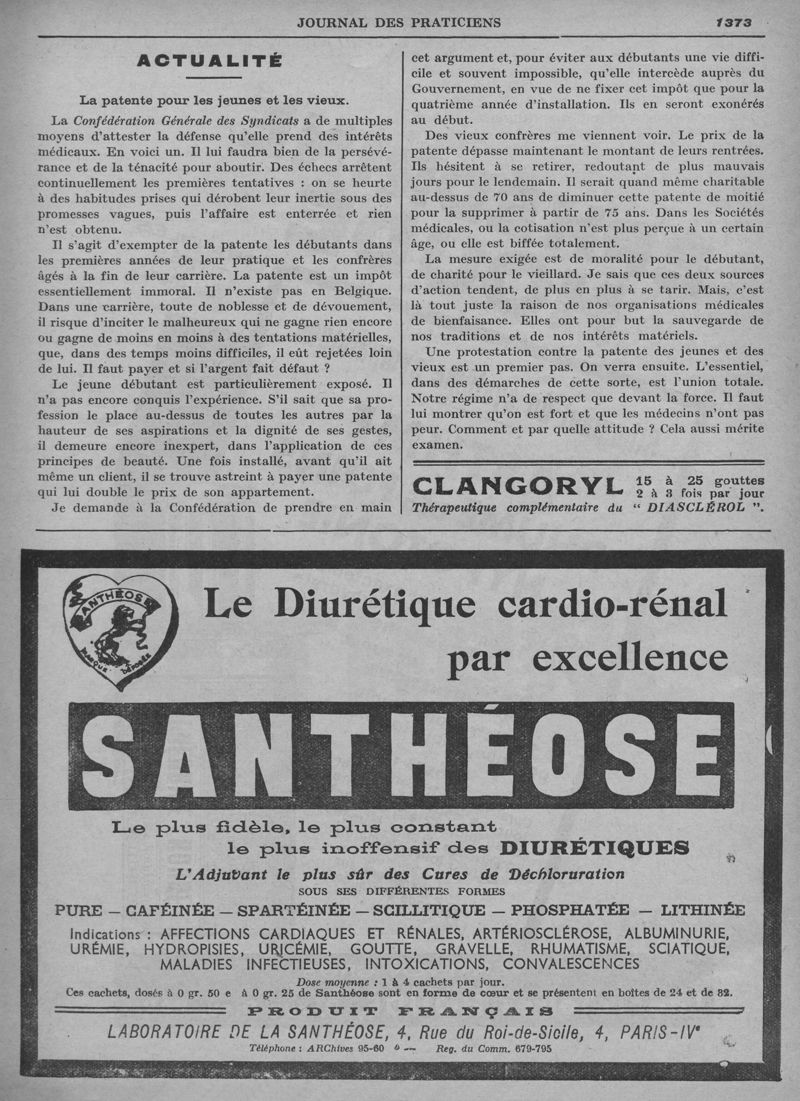 JOURNAL DES PRATICIENS 1373
ACTUALITÉ
La patente pour les jeunes et les vieux.
La Confédération Générale des Syndicats a de multiples
moyens d'attester la défense qu'elle prend des intérêts
médicaux. En voici un. Il lui faudra bien de la persévé-
rance et de la ténacité pour aboutir. Des échecs arrêtent
continuellement les premières tentatives : on se heurte
à des habitudes prises qui dérobent leur inertie sous des
promesses vagues, puis l'affaire est enterrée et rien
n'est obtenu.
Il s'agit d'exempter de la patente les débutants dans
les premières années de leur pratique et les confrères
âgés à la fin de leur carrière. La patente est un impôt
essentiellement immoral. Il n'existe pas en Belgique.
Dans une carrière, toute de noblesse et de dévouement,
il risque d'inciter le malheureux qui ne gagne rien encore
ou gagne de moins en moins à des tentations matérielles,
que, dans des temps moins difficiles, il eût rejetées loin
de lui. Il faut payer et si l'argent fait défaut ?
Le jeune débutant est particulièrement exposé. Il
n'a pas encore conquis l'expérience. S'il sait que sa pro-
fession le place au-dessus de toutes les autres par la
hauteur de ses aspirations et la dignité de ses gestes,
il demeure encore inexpert, dans l'application de ces
principes de beauté. Une fois installé, avant qu'il ait
même un client, il se trouve astreint à payer une patente
qui lui double le prix de son appartement.
Je demande à la Confédération de prendre en main
cet argument et, pour éviter aux débutants une vie diffi-
cile et souvent impossible, qu'elle intercède auprès du
Gouvernement, en vue de ne fixer cet impôt que pour la
quatrième année d'installation. Ils en seront exonérés
au début.
Des vieux confrères me viennent voir. Le prix de la
patente dépasse maintenant le montant de leurs rentrées.
Ils hésitent à se retirer, redoutant de plus mauvais
jours pour le lendemain. Il serait quand même charitable
au-dessus de 70 ans de diminuer cette patente de moitié
pour la supprimer à partir de 75 ans. Dans les Sociétés
médicales, ou la cotisation n'est plus perçue à un certain
âge, ou elle est biffée totalement.
La mesure exigée est de moralité pour le débutant,
de charité pour le vieillard. Je sais que ces deux sources
d'action tendent, de plus en plus à se tarir. Mais, c'est
là tout juste la raison de nos organisations médicales
de bienfaisance. Elles ont pour but la sauvegarde de
nos traditions et de nos intérêts matériels.
Une protestation contre la patente des jeunes et des
vieux est un premier pas. On verra ensuite. L'essentiel,
dans des démarches de cette sorte, est l'union totale.
Notre régime n'a de respect que devant la force. Il faut
lui montrer qu'on est fort et que les médecins n'ont pas
peur. Comment et par quelle attitude ? Cela aussi mérite
examen.
CLANGORYL 15 à 25 gouttes
2 à 3 fois par jour
Thérapeutique complémentaire du “ DIASCLÉROL ”.
SANTHÉOSE
MARQUE DÉPOSÉE
Le Diurétique cardio-rénal
par excellence
SANTHÉOSE
Le plus fidèle, le plus constant
le plus inoffensif des DIURÉTIQUES
L'Adjuvant le plus sûr des Cures de Déchloruration
SOUS SES DIFFÉRENTES FORMES
PURE — CAFÉINÉE — SPARTÉINÉE — SCILLITIQUE — PHOSPHATÉE — LITHINÉE
Indications : AFFECTIONS CARDIAQUES ET RÉNALES, ARTÉRIOSCLÉROSE, ALBUMINURIE,
URÉMIE, HYDROPISIES, URICÉMIE, GOUTTE, GRAVELLE, RHUMATISME, SCIATIQUE,
MALADIES INFECTIEUSES, INTOXICATIONS, CONVALESCENCES
Dose moyenne : 1 à 4 cachets par jour.
Ces cachets, dosés à 0 gr. 50 e à 0 gr. 25 de Santhéose sont en forme de cœur et se présentent en boîtes de 24 et de 32.
PRODUIT FRANÇAIS
LABORATOIRE DE LA SANTHÉOSE, 4, Rue du Roi-de-Sicile, 4, PARIS-IVe
Téléphone : ARChives 95-60 — Reg. du Comm. 679-795